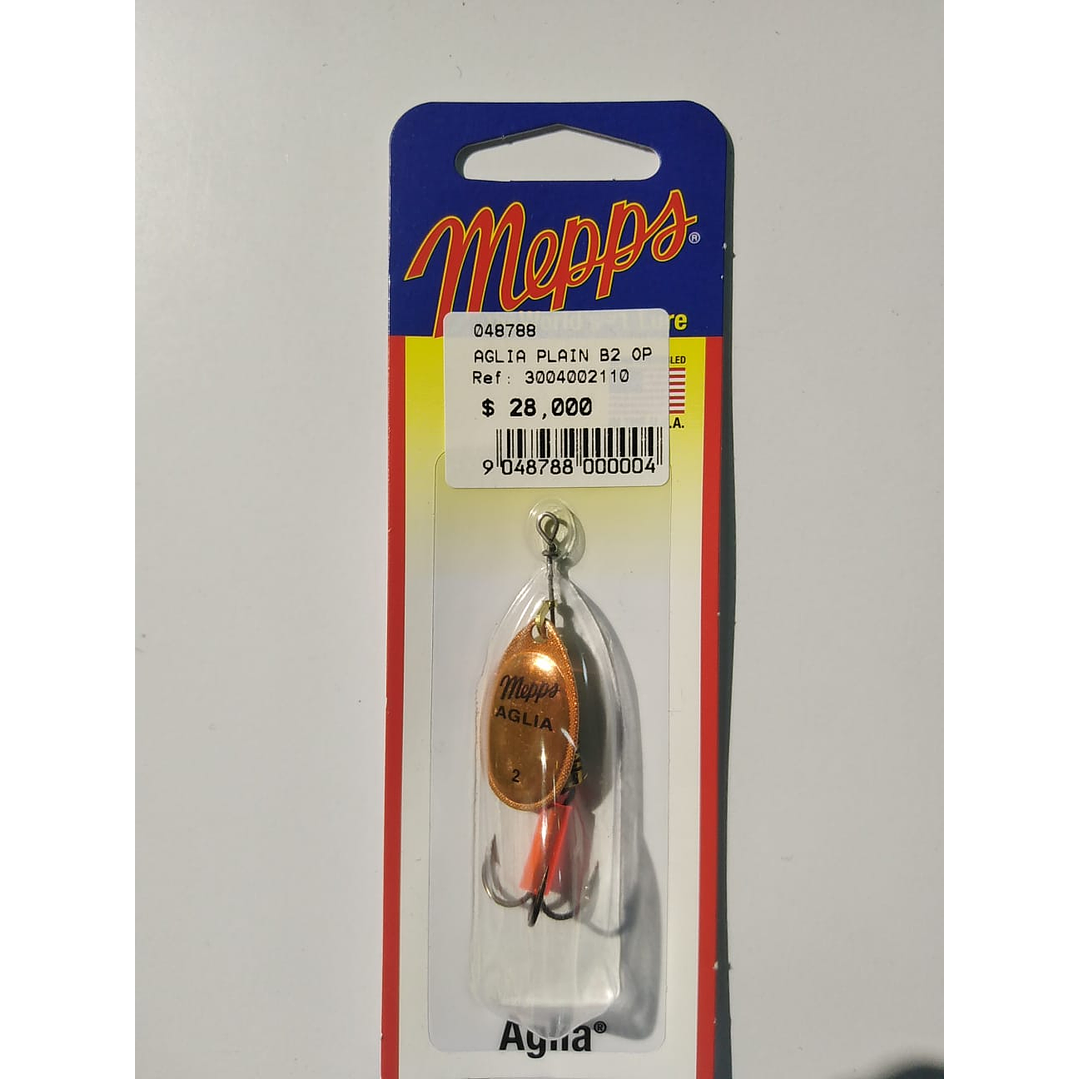 Mepps®
048788
AGLIA PLAIN B2 OP
Ref: 3004002110
$ 28,000
9 048788 000004
Mepps
AGLIA
2
Aglia®